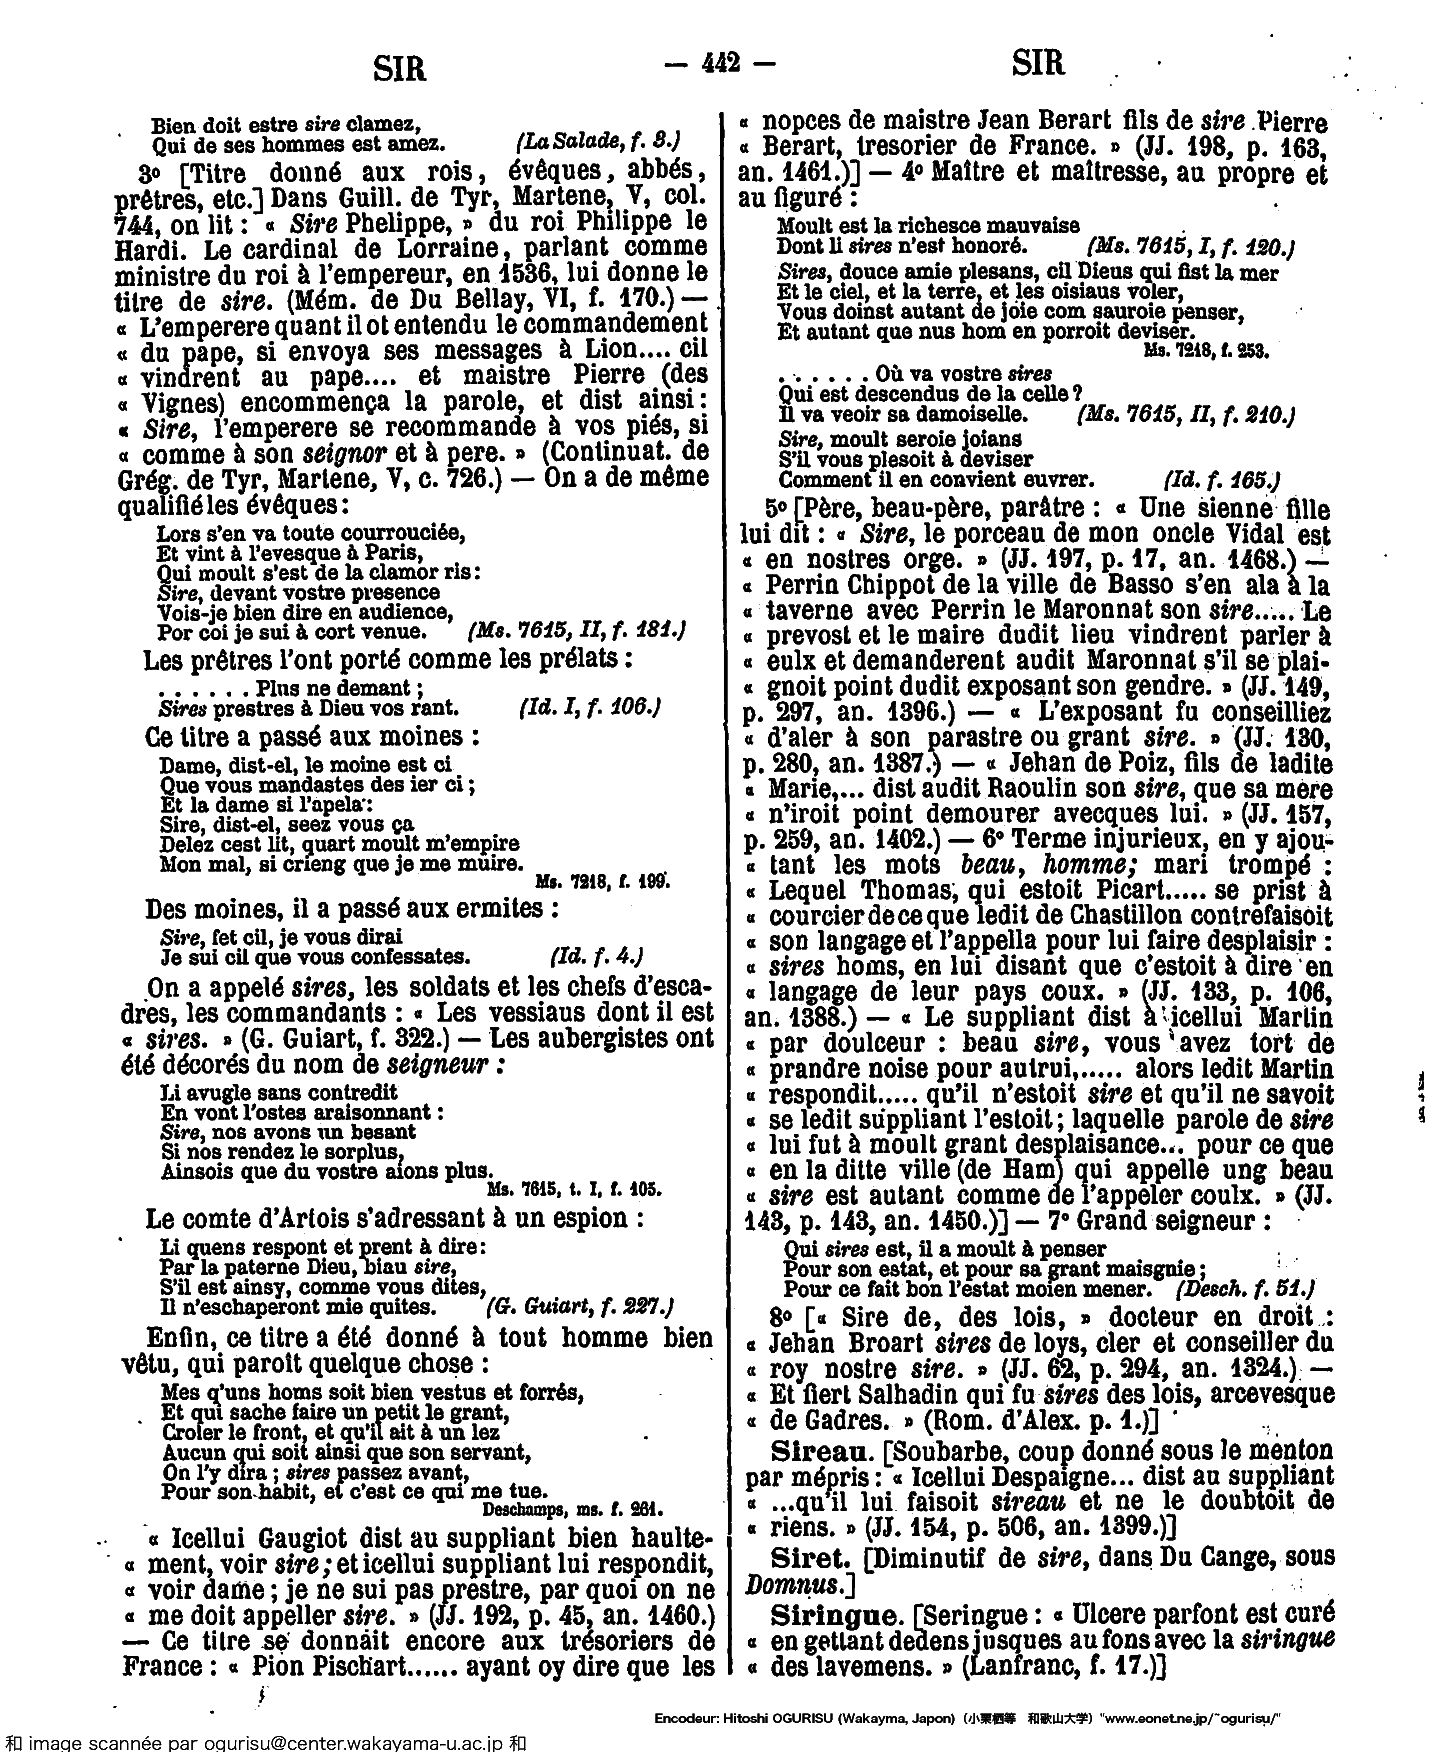 SIR
— 442 —
SIR
Bien doit estre sire clamez,
Qui de ses hommes est amez. (La Salade, f. 3.)
3º [Titre donné aux rois, évêques, abbés,
prêtres, etc.] Dans Guill. de Tyr, Martene, V, col.
744, on lit : « Sire Phelippe, » du roi Philippe le
Hardi. Le cardinal de Lorraine, parlant comme
ministre du roi à l'empereur, en 1536, lui donne le
titre de sire. (Mém. de Du Bellay, VI, f. 170.) —
« L'emperere quant il ot entendu le commandement
« du pape, si envoya ses messages à Lion.... cil
« vindrent au pape.... et maistre Pierre (des
« Vignes) encommença la parole, et dist ainsi :
« Sire, l'emperere se recommande à vos piés, si
« comme à son seignor et à pere. » (Continuat. de
Grég. de Tyr, Martene, V, c. 726.) — On a de même
qualifié les évêques :
Lors s'en va toute courrouciée,
Et vint à l'evesque à Paris,
Qui moult s'est de la clamor ris :
Sire, devant vostre presence
Vois-je bien dire en audience,
Por coi je sui à cort venue. (Ms. 7615, II, f. 181.)
Les prêtres l'ont porté comme les prélats :
. . . . . . Plus ne demant ;
Sires prestres à Dieu vos rant. (Id. I, f. 106.)
Ce titre a passé aux moines :
Dame, dist-el, le moine est ci
Que vous mandastes des ier ci ;
Et la dame si l'apela :
Sire, dist-el, seez vous ça
Delez cest lit, quart moult m'empire
Mon mal, si crieng que je me muire.
Ms. 7218, f. 199.
Des moines, il a passé aux ermites :
Sire, fet cil, je vous dirai
Je sui cil que vous confessates. (Id. f. 4.)
On a appelé sires, les soldats et les chefs d'esca-
dres, les commandants : « Les vessiaus dont il est
« sires. » (G. Guiart, f. 322.) — Les aubergistes ont
été décorés du nom de seigneur :
Li avugle sans contredit
En vont l'ostes araisonnant :
Sire, nos avons un besant
Si nos rendez le sorplus,
Ainsois que du vostre aions plus.
Ms. 7615, t. I, f. 105.
Le comte d'Artois s'adressant à un espion :
Li quens respont et prent à dire :
Par la paterne Dieu, biau sire,
S'il est ainsy, comme vous dites,
Il n'eschaperont mie quites. (G. Guiart, f. 227.)
Enfin, ce titre a été donné à tout homme bien
vêtu, qui paroît quelque chose :
Mes q'uns homs soit bien vestus et forrés,
Et qui sache faire un petit le grant,
Croler le front, et qu'il ait à un lez
Aucun qui soit ainsi que son servant,
On l'y dira ; sires passez avant,
Pour son habit, et c'est ce qui me tue.
Deschamps, ms. f. 261.
« Icellui Gaugiot dist au suppliant bien haulte-
« ment, voir sire ; et icellui suppliant lui respondit,
« voir dame ; je ne sui pas prestre, par quoi on ne
« me doit appeller sire. » (JJ. 192, p. 45, an. 1460.)
— Ce titre se donnait encore aux trésoriers de
France : « Pion Pischart...... ayant oy dire que les
« nopces de maistre Jean Berart fils de sire Pierre
« Berart, tresorier de France. » (JJ. 198, p. 163,
an. 1461.)] — 4º Maître et maîtresse, au propre et
au figuré :
Moult est la richesce mauvaise
Dont li sires n'est honoré. (Ms. 7615, I, f. 120.)
Sires, douce amie plesans, cil Dieus qui fist la mer
Et le ciel, et la terre, et les oisiaus voler,
Vous doinst autant de joie com sauroie penser,
Et autant que nus hom en porroit deviser.
Ms. 7218, f. 253.
. . . . . . Où va vostre sires
Qui est descendus de la celle ?
Il va veoir sa damoiselle. (Ms. 7615, II, f. 210.)
Sire, moult seroie joians
S'il vous plesoit à deviser
Comment il en convient euvrer. (Id. f. 165.)
5º [Père, beau-père, parâtre : « Une sienne fille
lui dit : « Sire, le porceau de mon oncle Vidal est
« en nostres orge. » (JJ. 197, p. 17, an. 1468.) —
« Perrin Chippot de la ville de Basso s'en ala à la
« taverne avec Perrin le Maronnat son sire..... Le
« prevost et le maire dudit lieu vindrent parler à
« eulx et demanderent audit Maronnat s'il se plai-
« gnoit point dudit exposant son gendre. » (JJ. 149,
p. 297, an. 1396.) — « L'exposant fu conseilliez
« d'aler à son parastre ou grant sire. » (JJ. 130,
p. 280, an. 1387.) — « Jehan de Poiz, fils de ladite
« Marie,... dist audit Raoulin son sire, que sa mere
« n'iroit point demourer avecques lui. » (JJ. 157,
p. 259, an. 1402.) — 6º Terme injurieux, en y ajou-
« tant les mots beau, homme ; mari trompé :
« Lequel Thomas, qui estoit Picart..... se prist à
« courcier de ce que ledit de Chastillon contrefaisoit
« son langage et l'appella pour lui faire desplaisir :
« sires homs, en lui disant que c'estoit à dire en
« langage de leur pays coux. » (JJ. 133, p. 106,
an. 1388.) — « Le suppliant dist à icellui Martin
« par doulceur : beau sire, vous avez tort de
« prandre noise pour autrui,..... alors ledit Martin
« respondit..... qu'il n'estoit sire et qu'il ne savoit
« se ledit suppliant l'estoit ; laquelle parole de sire
« lui fut à moult grant desplaisance... pour ce que
« en la ditte ville (de Ham) qui appelle ung beau
« sire est autant comme de l'appeler coulx. » (JJ.
143, p. 143, an. 1450.)] — 7º Grand seigneur :
Qui sires est, il a moult à penser
Pour son estat, et pour sa grant maisgnie ;
Pour ce fait bon l'estat moien mener. (Desch. f. 51.)
8º [« Sire de, des lois, » docteur en droit :
« Jehan Broart sires de loys, cler et conseiller du
« roy nostre sire. » (JJ. 62, p. 294, an. 1324.) —
« Et fiert Salhadin qui fu sires des lois, arcevesque
« de Gadres. » (Rom. d'Alex. p. 1.)]
Sireau. [Soubarbe, coup donné sous le menton
par mépris : « Icellui Despaigne... dist au suppliant
« ...qu'il lui faisoit sireau et ne le doubtoit de
« riens. » (JJ. 154, p. 506, an. 1399.)]
Siret. [Diminutif de sire, dans Du Cange, sous
Domnus.]
Siringue. [Seringue : « Ulcere parfont est curé
« en gettant dedens jusques au fons avec la siringue
« des lavemens. » (Lanfranc, f. 17.)]
Encodeur: Hitoshi OGURISU (Wakayma, Japon) (小栗栖等 和歌山大学) "www.eonet.ne.jp/~ogurisu/"
和 image scannée par ogurisu@center.wakayama-u.ac.jp 和